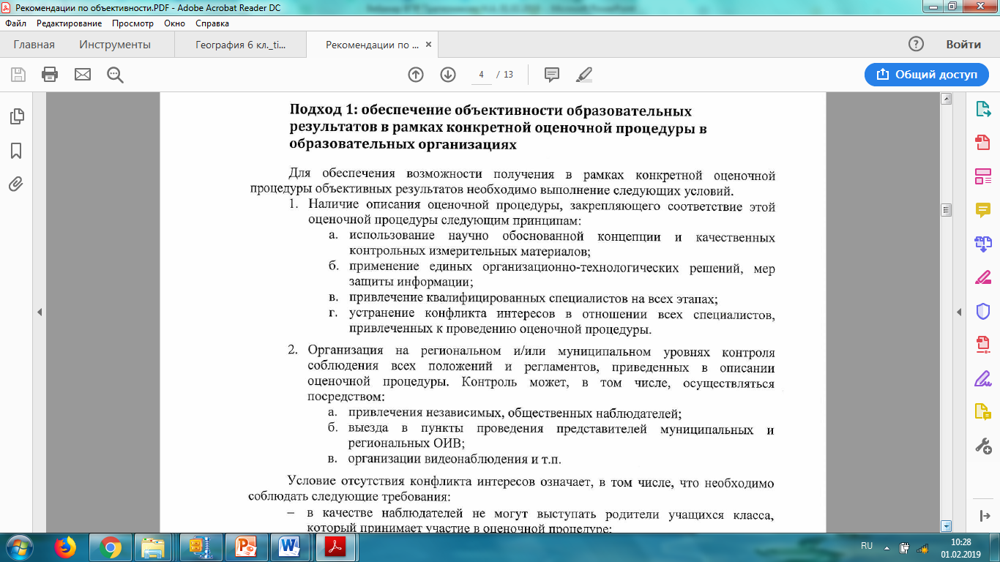 Рекомендации по объективности.PDF - Adobe Acrobat Reader DC
Файл Редактирование Просмотр Окно Справка
Главная Инструменты География 6 кл._ti... Рекомендации по ... × Войти
4 / 13 Общий доступ
Подход 1: обеспечение объективности образовательных
результатов в рамках конкретной оценочной процедуры в
образовательных организациях
Для обеспечения возможности получения в рамках конкретной оценочной
процедуры объективных результатов необходимо выполнение следующих условий.
1. Наличие описания оценочной процедуры, закрепляющего соответствие этой
оценочной процедуры следующим принципам:
а. использование научно обоснованной концепции и качественных
контрольных измерительных материалов;
б. применение единых организационно-технологических решений, мер
защиты информации;
в. привлечение квалифицированных специалистов на всех этапах;
г. устранение конфликта интересов в отношении всех специалистов,
привлеченных к проведению оценочной процедуры.
2. Организация на региональном и/или муниципальном уровнях контроля
соблюдения всех положений и регламентов, приведенных в описании
оценочной процедуры. Контроль может, в том числе, осуществляться
посредством:
а. привлечения независимых, общественных наблюдателей;
б. выезда в пункты проведения представителей муниципальных и
региональных ОИВ;
в. организации видеонаблюдения и т.п.
Условие отсутствия конфликта интересов означает, в том числе, что необходимо
соблюдать следующие требования:
– в качестве наблюдателей не могут выступать родители учащихся класса,
который принимает участие в оценочной процедуре;
RU 10:28
01.02.2019